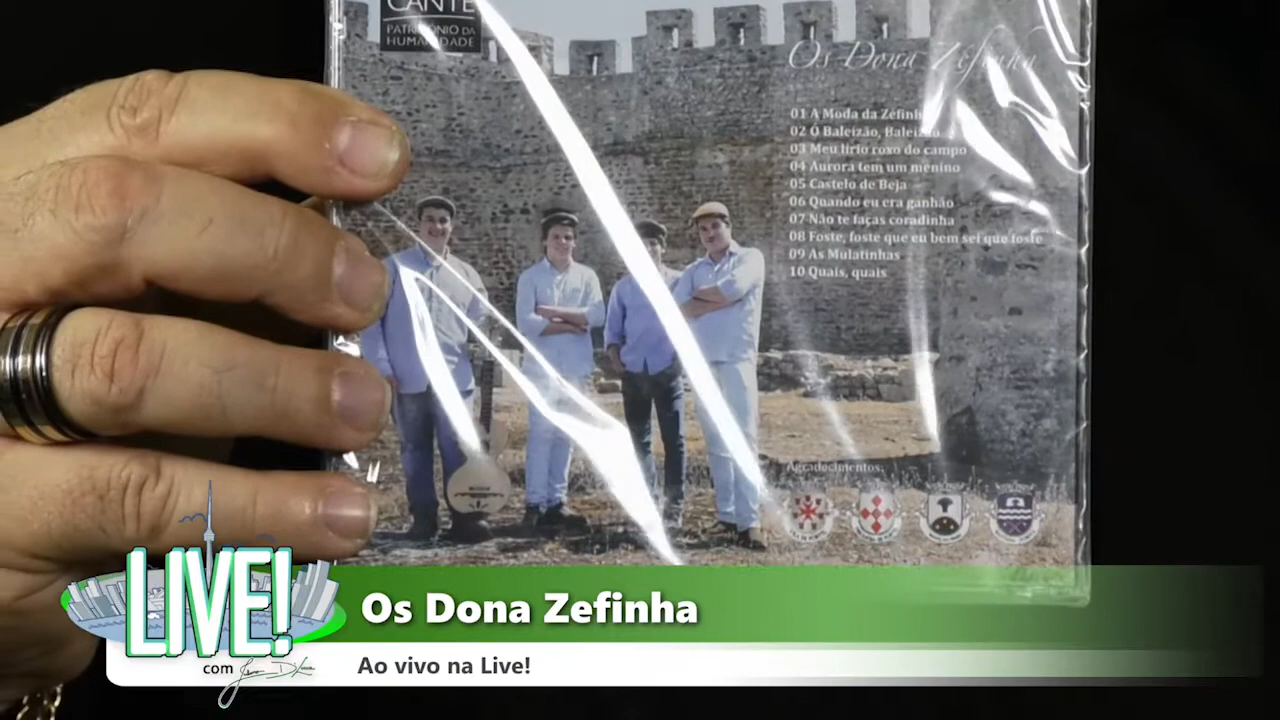 CANTE
PATRIMÓNIO DA
HUMANIDADE
Os Dona Zefinha
01 A Moda da Zefinha
02 Ó Baleizão, Baleizão
03 Meu lírio roxo do campo
04 Aurora tem um menino
05 Castelo de Beja
06 Quando eu era ganhão
07 Não te faças coradinha
08 Foste, foste que eu bem sei que foste
09 As Mulatinhas
10 Quais, quais
Agradecimentos:
LIVE!
com
Os Dona Zefinha
Ao vivo na Live!